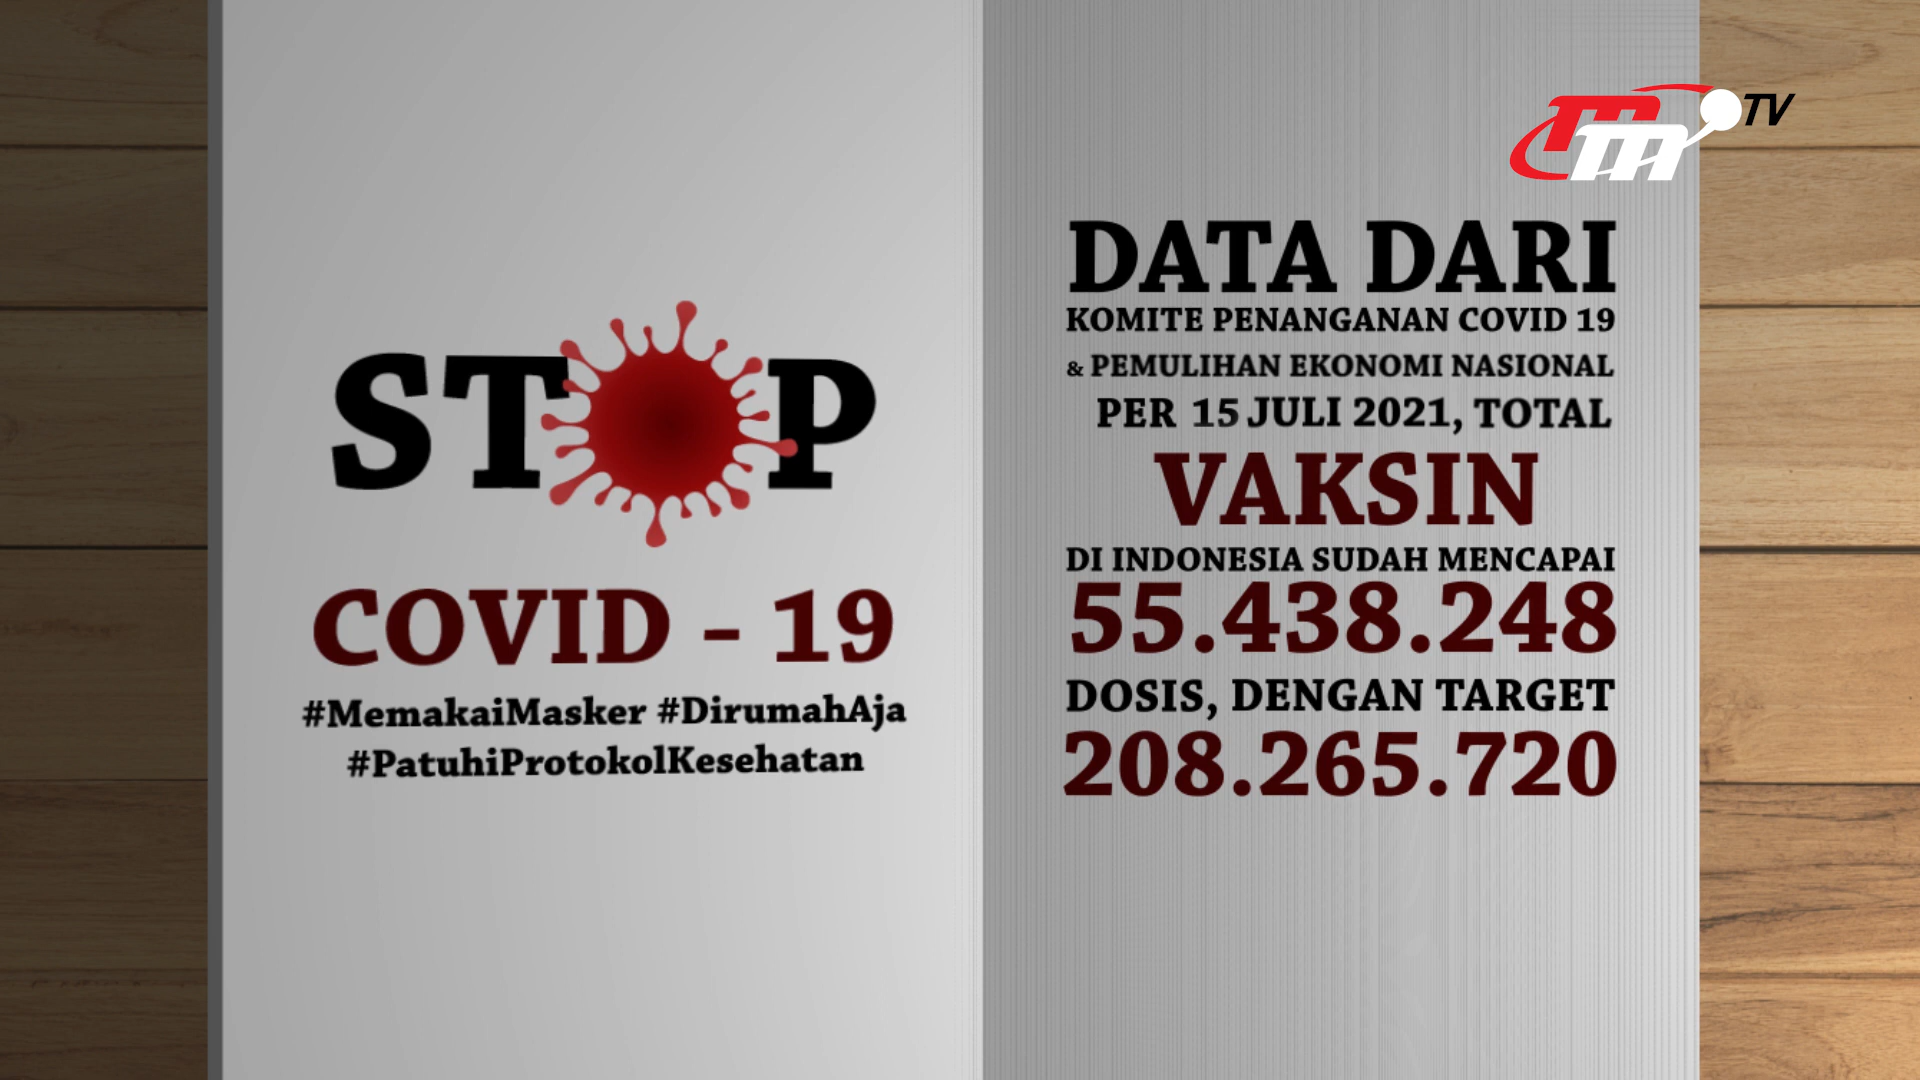 STOP
COVID - 19
#MemakaiMasker #DirumahAja
#PatuhiProtokolKesehatan
MM TV
DATA DARI
KOMITE PENANGANAN COVID 19
& PEMULIHAN EKONOMI NASIONAL
PER 15 JULI 2021, TOTAL
VAKSIN
DI INDONESIA SUDAH MENCAPAI
55.438.248
DOSIS, DENGAN TARGET
208.265.720